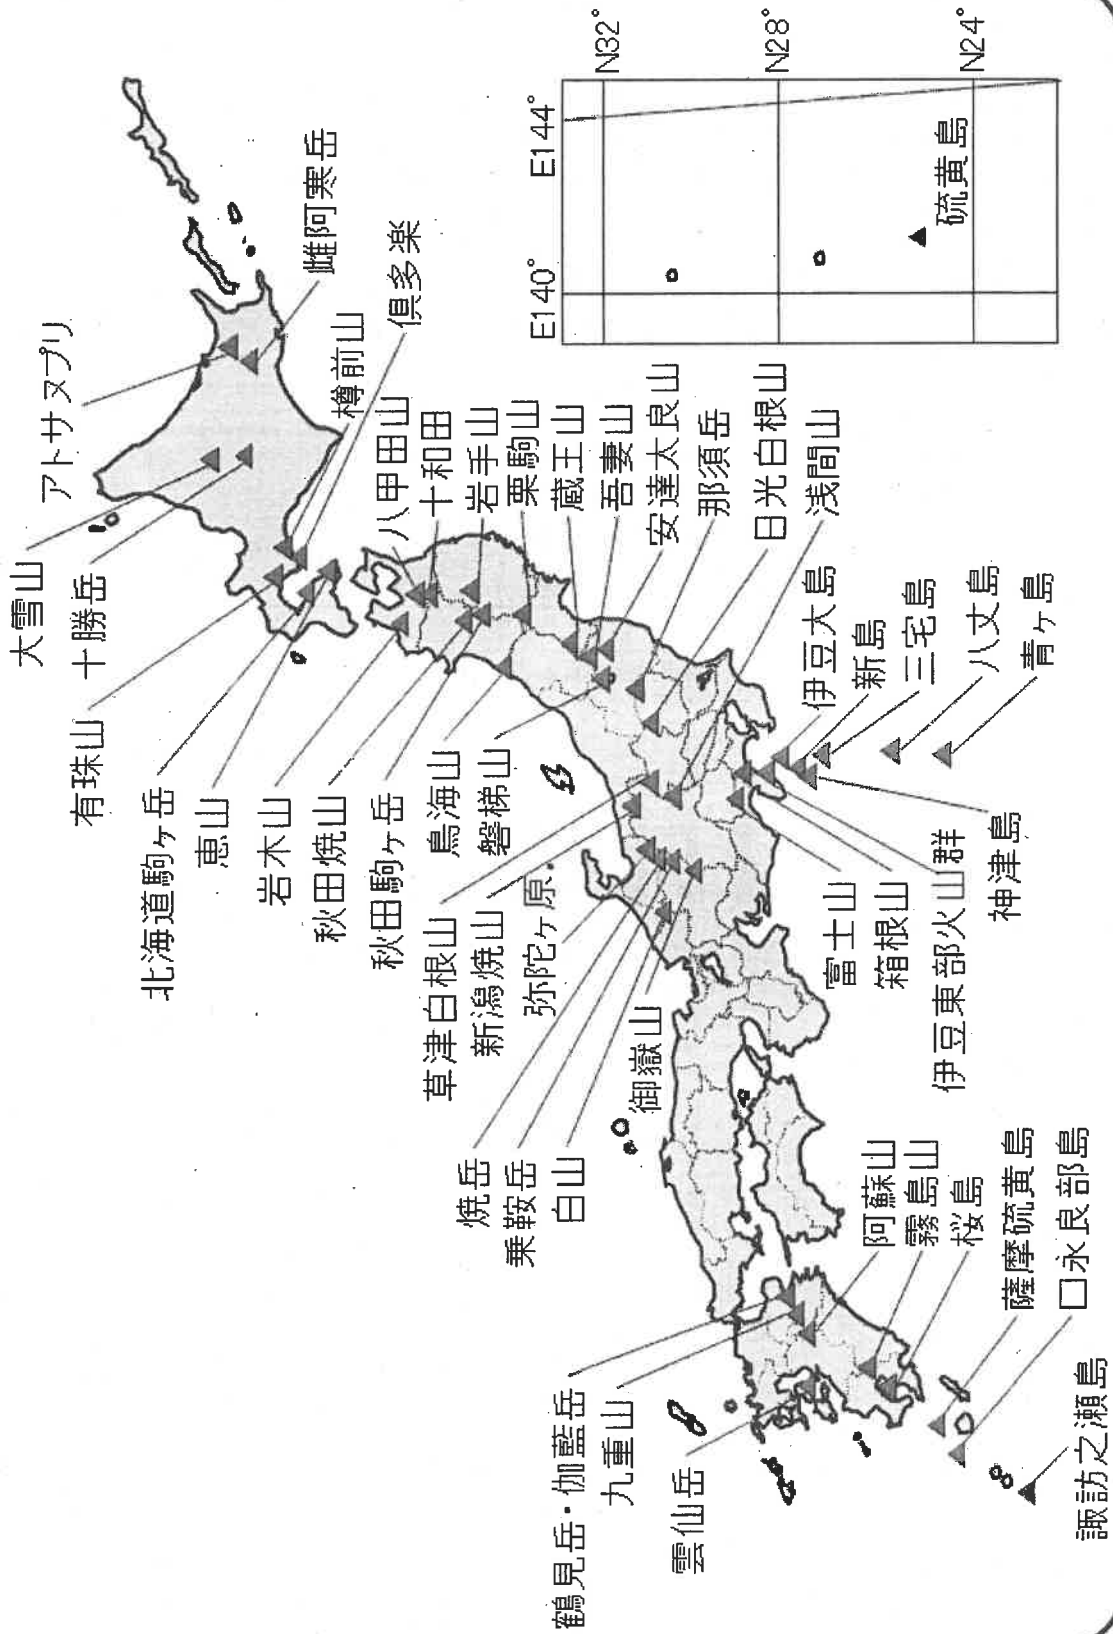 アトサヌプリ
大雪山
十勝岳
有珠山
北海道駒ヶ岳
恵山
岩木山
秋田焼山
秋田駒ヶ岳
鳥海山
磐梯山
草津白根山
新潟焼山
弥陀ヶ原
焼岳
乗鞍岳
白山
御嶽山
鶴見岳・伽藍岳
九重山
雲仙岳
雌阿寒岳
樽前山
倶多楽
八甲田山
十和田
岩手山
栗駒山
蔵王山
吾妻山
安達太良山
那須岳
日光白根山
浅間山
伊豆大島
新島
三宅島
八丈島
青ヶ島
神津島
富士山
箱根山
伊豆東部火山群
阿蘇山
霧島山
桜島
薩摩硫黄島
口永良部島
諏訪之瀬島
E140°
E144°
N32°
N28°
N24°
硫黄島